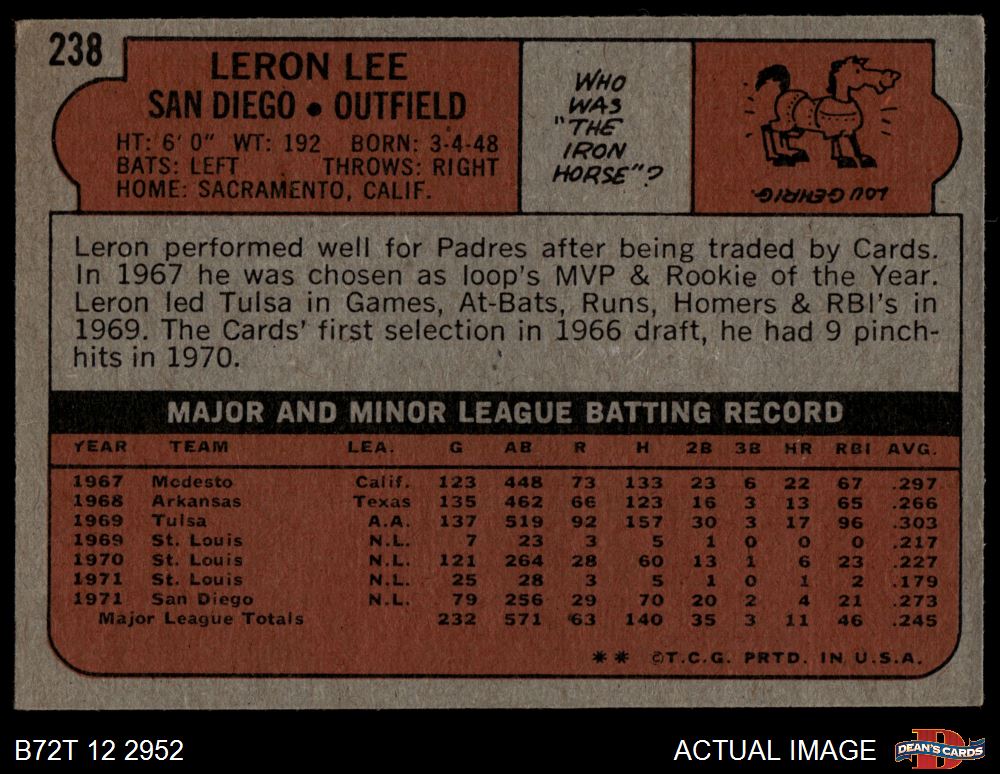 238
LERON LEE
SAN DIEGO • OUTFIELD
HT: 6' 0" WT: 192 BORN: 3-4-48
BATS: LEFT THROWS: RIGHT
HOME: SACRAMENTO, CALIF.
WHO
WAS
"THE
IRON
HORSE"?
LOU GEHRIG.
Leron performed well for Padres after being traded by Cards.
In 1967 he was chosen as loop's MVP & Rookie of the Year.
Leron led Tulsa in Games, At-Bats, Runs, Homers & RBI's in
1969. The Cards' first selection in 1966 draft, he had 9 pinch-
hits in 1970.
MAJOR AND MINOR LEAGUE BATTING RECORD
YEAR TEAM LEA. G AB R H 2B 3B HR RBI AVG.
1967 Modesto Calif. 123 448 73 133 23 6 22 67 .297
1968 Arkansas Texas 135 462 66 123 16 3 13 65 .266
1969 Tulsa A.A. 137 519 92 157 30 3 17 96 .303
1969 St. Louis N.L. 7 23 3 5 1 0 0 0 .217
1970 St. Louis N.L. 121 264 28 60 13 1 6 23 .227
1971 St. Louis N.L. 25 28 3 5 1 0 1 2 .179
1971 San Diego N.L. 79 256 29 70 20 2 4 21 .273
Major League Totals 232 571 63 140 35 3 11 46 .245
** ©T.C.G. PRTD. IN U.S.A.
B72T 12 2952
ACTUAL IMAGE
D
DEAN'S CARDS